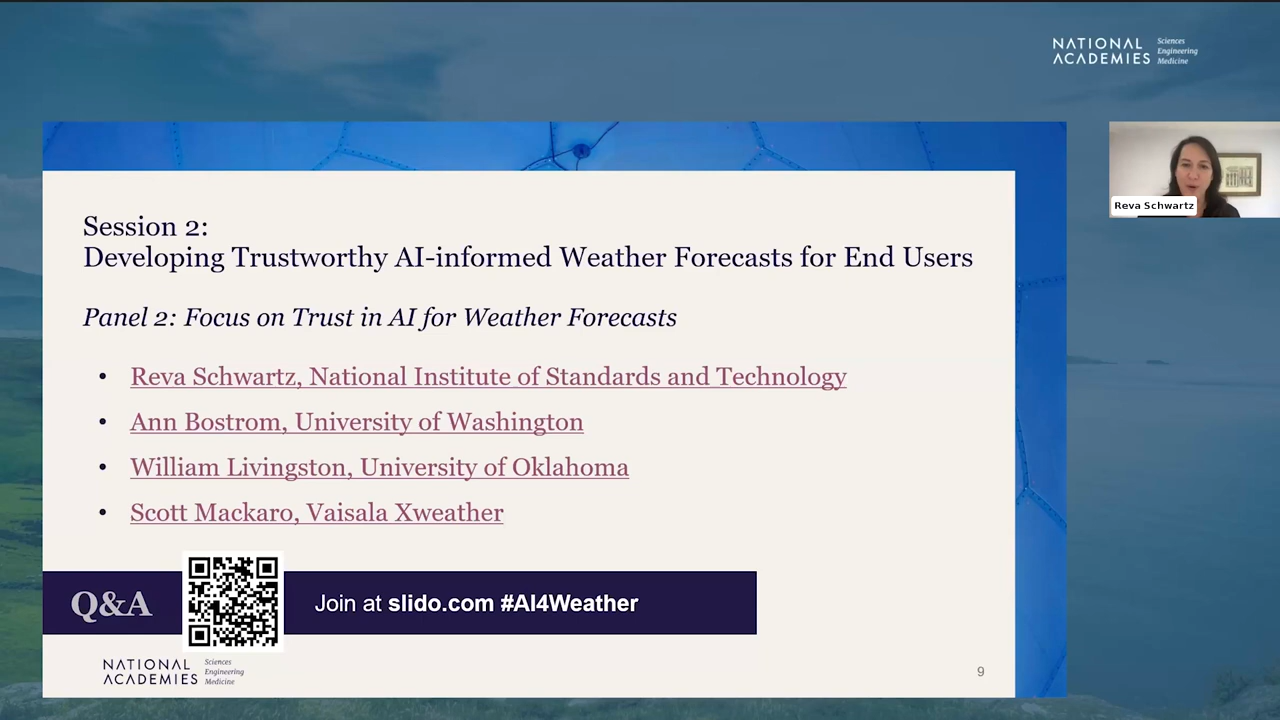 NATIONAL
ACADEMIES
Sciences
Engineering
Medicine
Reva Schwartz
Session 2:
Developing Trustworthy AI-informed Weather Forecasts for End Users
Panel 2: Focus on Trust in AI for Weather Forecasts
• Reva Schwartz, National Institute of Standards and Technology
• Ann Bostrom, University of Washington
• William Livingston, University of Oklahoma
• Scott Mackaro, Vaisala Xweather
Q&A
Join at slido.com #AI4Weather
NATIONAL
ACADEMIES
Sciences
Engineering
Medicine
9